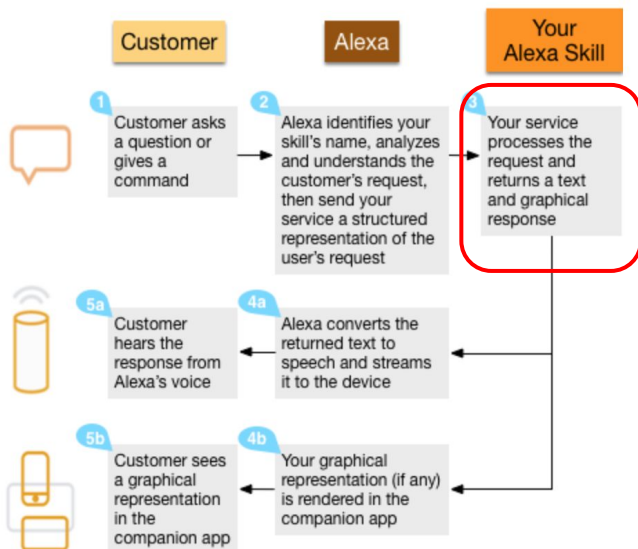 Customer
Alexa
Your
Alexa Skill
1
Customer asks
a question or
gives a
command
2
Alexa identifies your
skill's name, analyzes
and understands the
customer's request,
then send your
service a structured
representation of the
user's request
3
Your service
processes the
request and
returns a text
and graphical
response
5a
Customer
hears the
response from
Alexa's voice
4a
Alexa converts the
returned text to
speech and streams
it to the device
5b
Customer sees
a graphical
representation
in the
companion app
4b
Your graphical
representation (if any)
is rendered in the
companion app